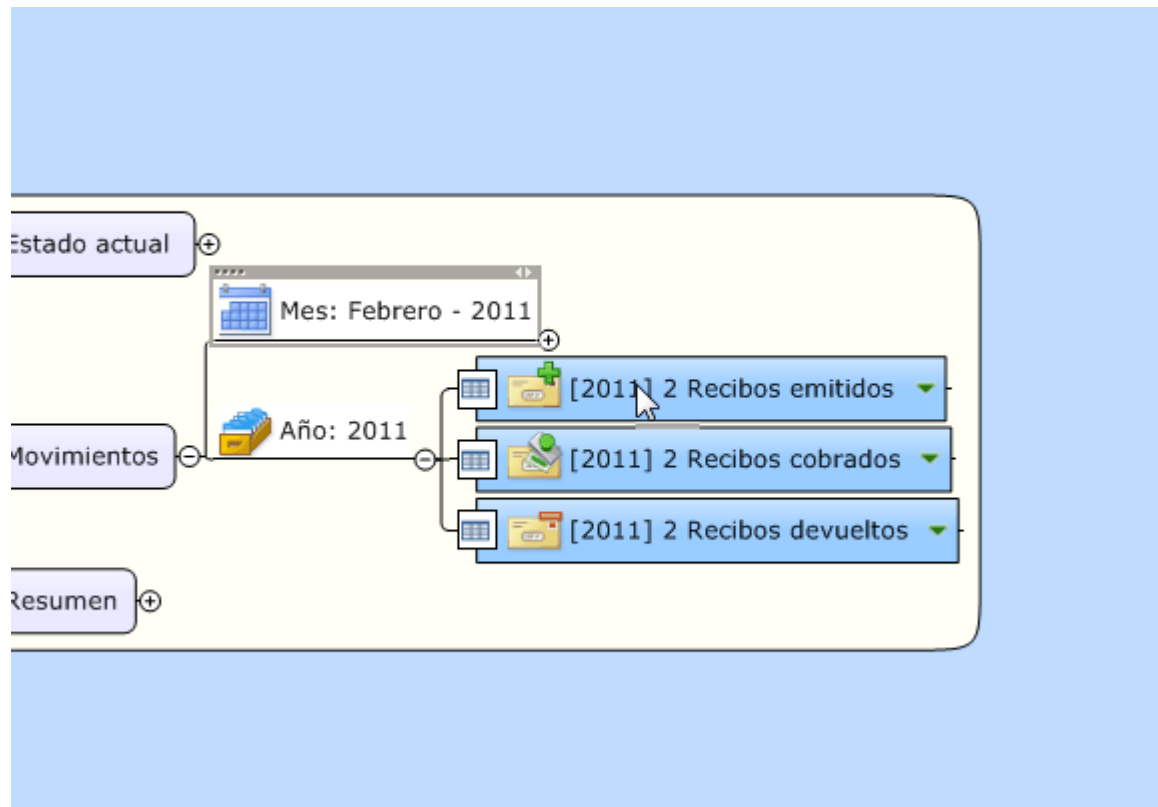 Estado actual
Mes: Febrero - 2011
[2011] 2 Recibos emitidos
Año: 2011
Movimientos
[2011] 2 Recibos cobrados
[2011] 2 Recibos devueltos
Resumen